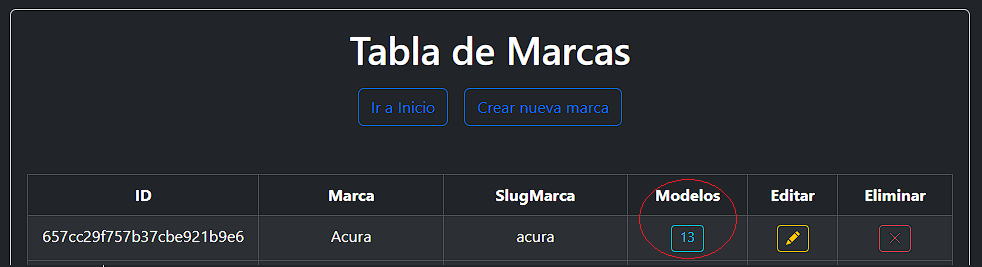 Tabla de Marcas
Ir a Inicio Crear nueva marca
ID Marca SlugMarca Modelos Editar Eliminar
657cc29f757b37cbe921b9e6 Acura acura 13